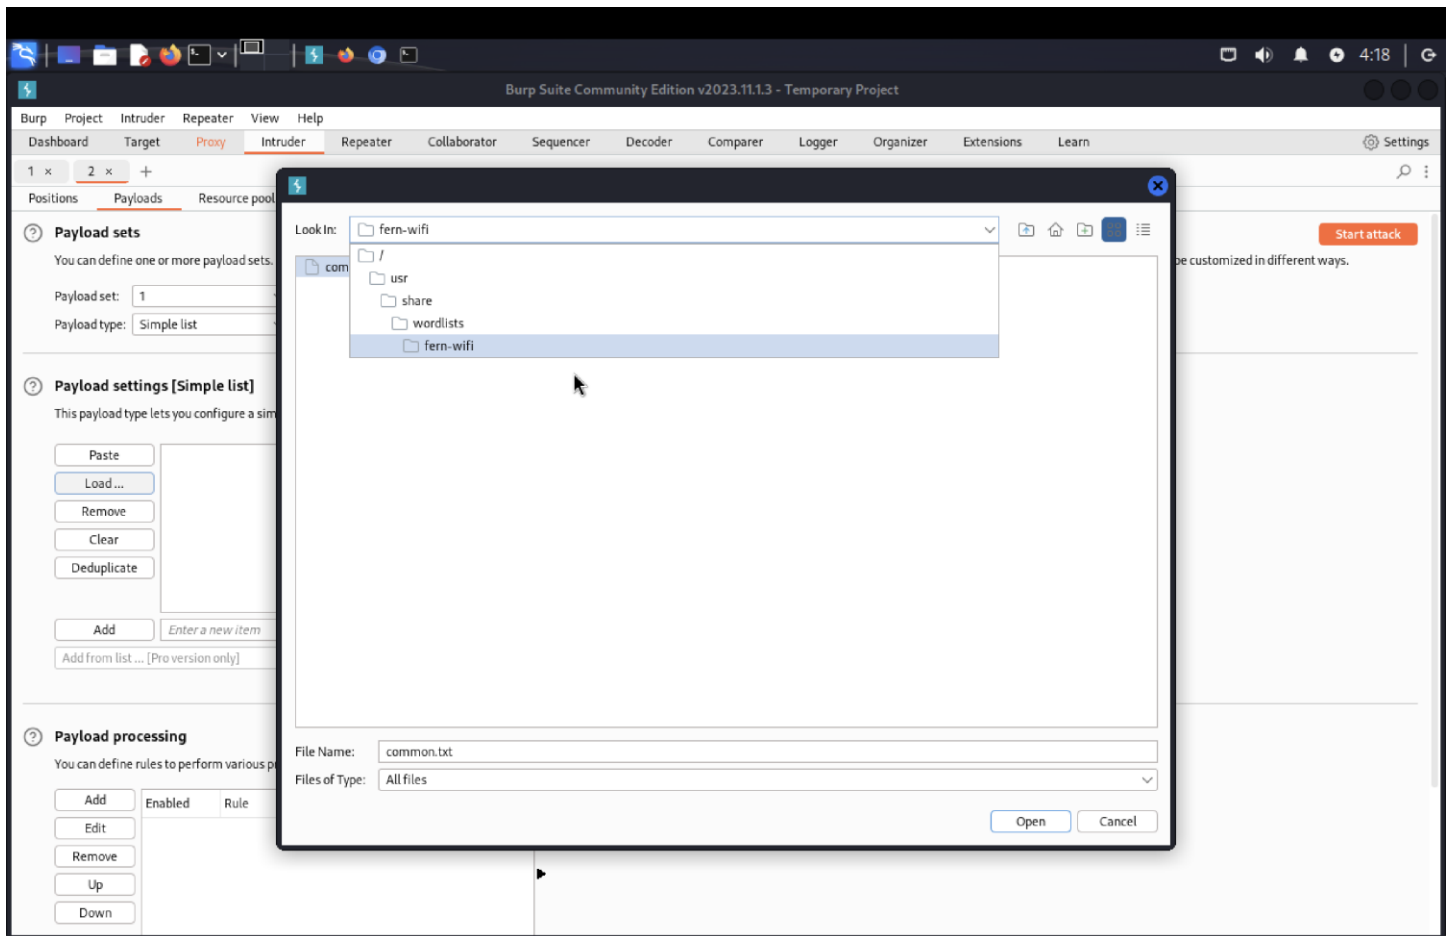 4:18
Burp Suite Community Edition v2023.11.1.3 - Temporary Project
Burp Project Intruder Repeater View Help
Dashboard Target Proxy Intruder Repeater Collaborator Sequencer Decoder Comparer Logger Organizer Extensions Learn Settings
1 × 2 × +
Positions Payloads Resource pool
Look In: fern-wifi
/
usr
share
wordlists
fern-wifi
com
File Name: common.txt
Files of Type: All files
Open Cancel
Payload sets
Start attack
You can define one or more payload sets.
be customized in different ways.
Payload set: 1
Payload type: Simple list
Payload settings [Simple list]
This payload type lets you configure a sim
Paste
Load ...
Remove
Clear
Deduplicate
Add Enter a new item
Add from list ... [Pro version only]
Payload processing
You can define rules to perform various p
Add Enabled Rule
Edit
Remove
Up
Down